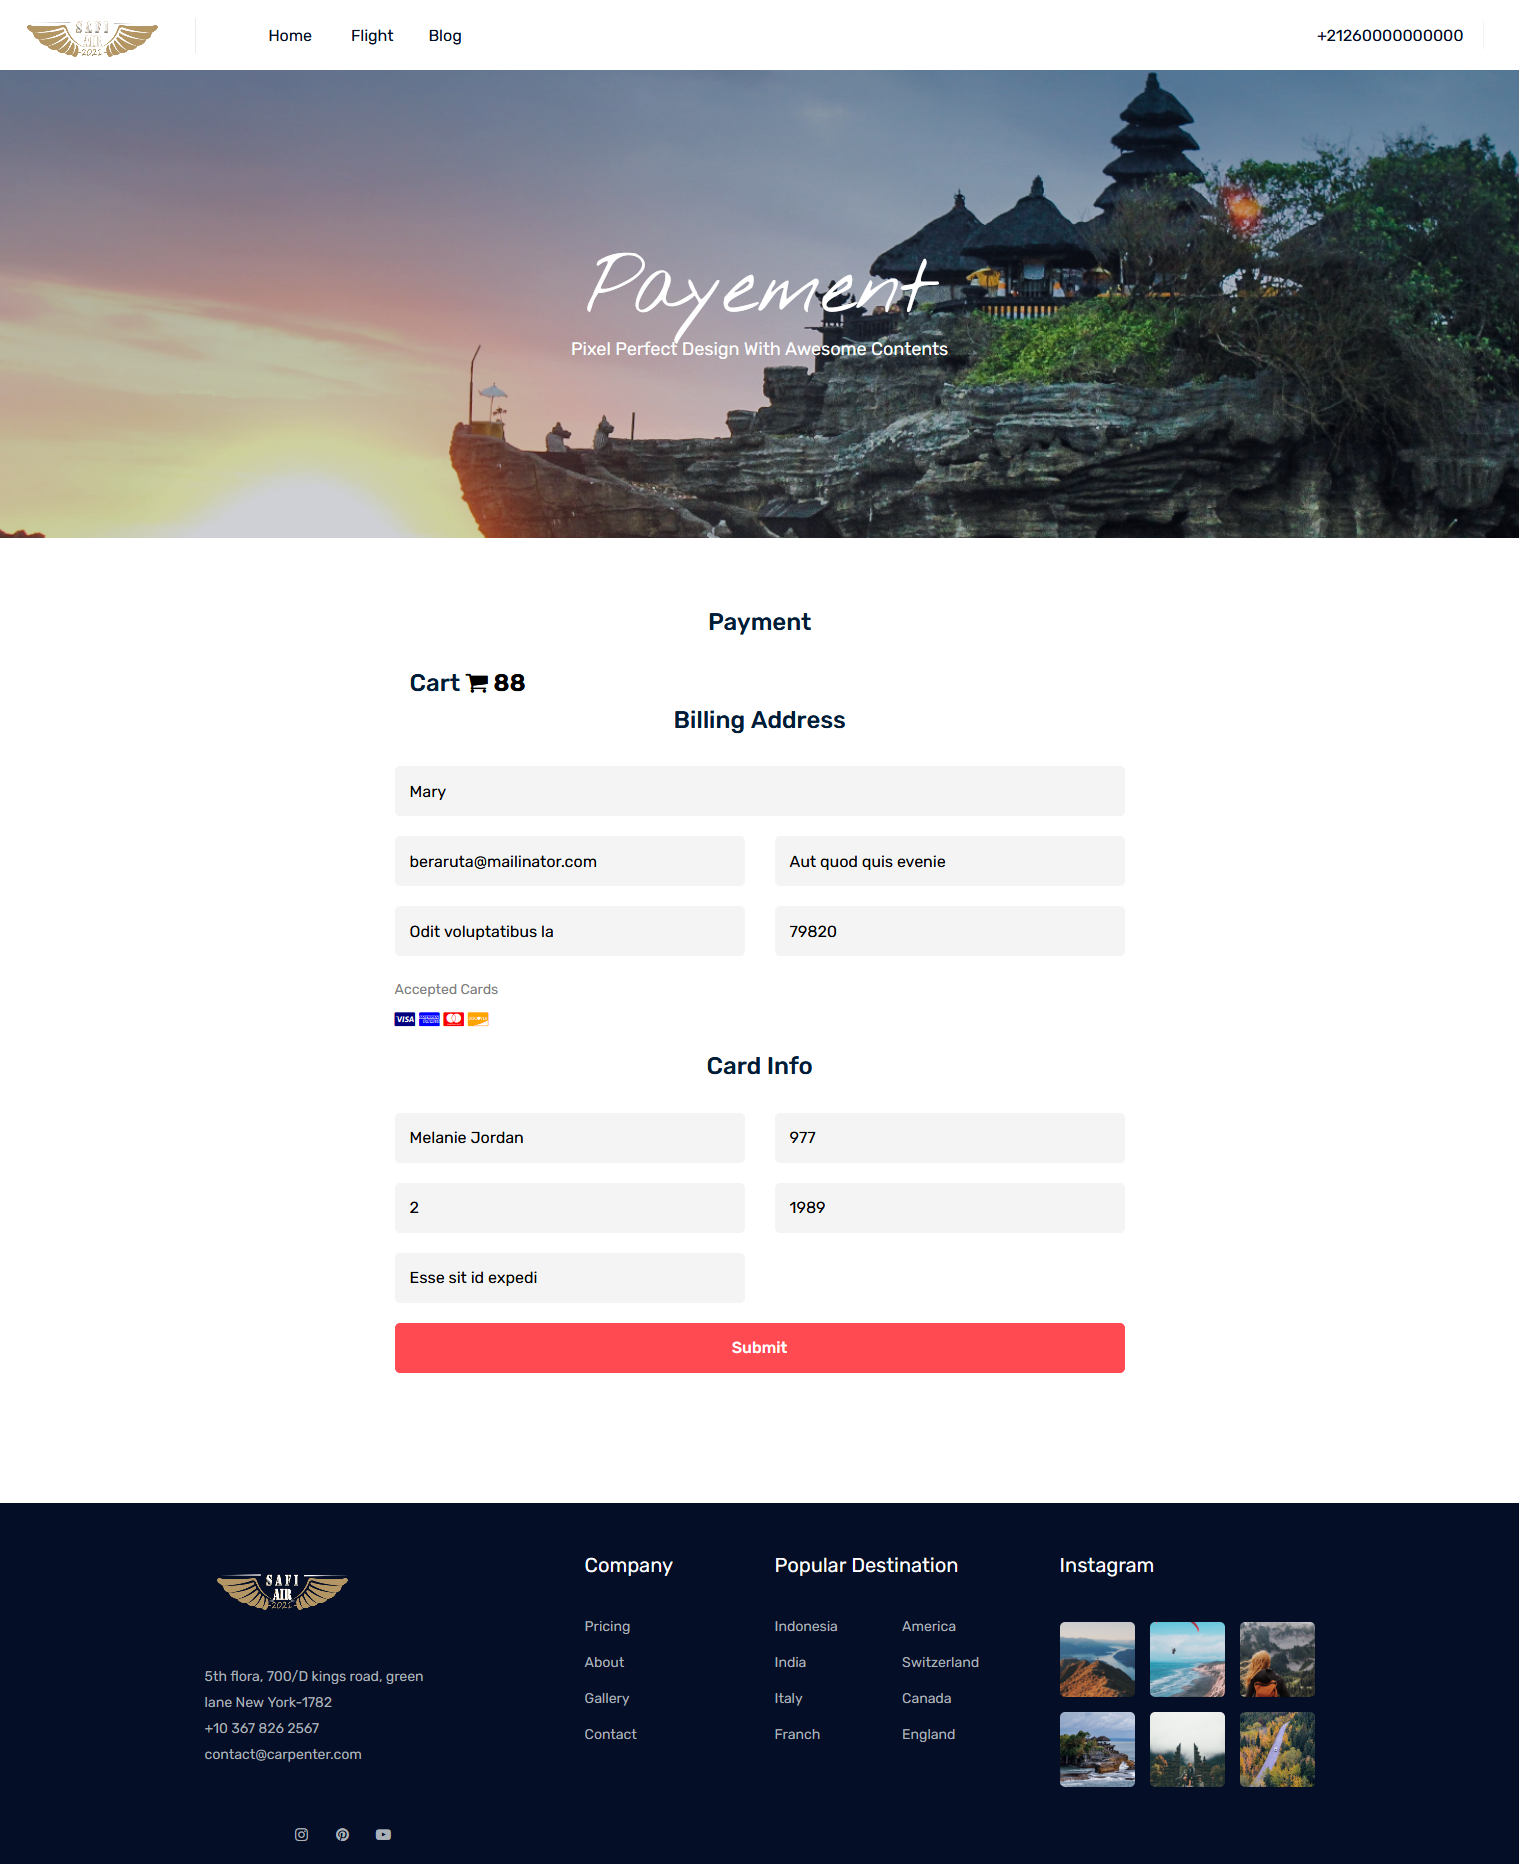 SAFI
AIR
2021
Home Flight Blog +21260000000000
Payement
Pixel Perfect Design With Awesome Contents
Payment
Cart 88
Billing Address
Mary
beraruta@mailinator.com Aut quod quis evenie
Odit voluptatibus la 79820
Accepted Cards
VISA
Card Info
Melanie Jordan 977
2 1989
Esse sit id expedi
Submit
SAFI
AIR
2021
Company Popular Destination Instagram
Pricing Indonesia America
About India Switzerland
Gallery Italy Canada
Contact Franch England
5th flora, 700/D kings road, green
lane New York-1782
+10 367 826 2567
contact@carpenter.com